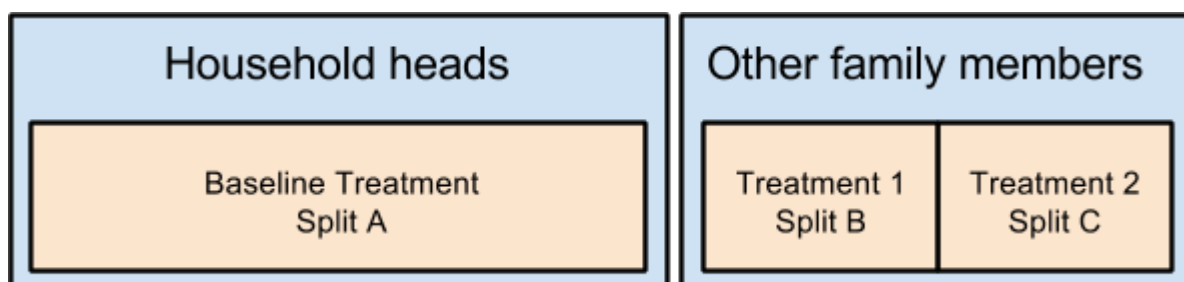 Household heads
Baseline Treatment
Split A
Other family members
Treatment 1
Split B
Treatment 2
Split C